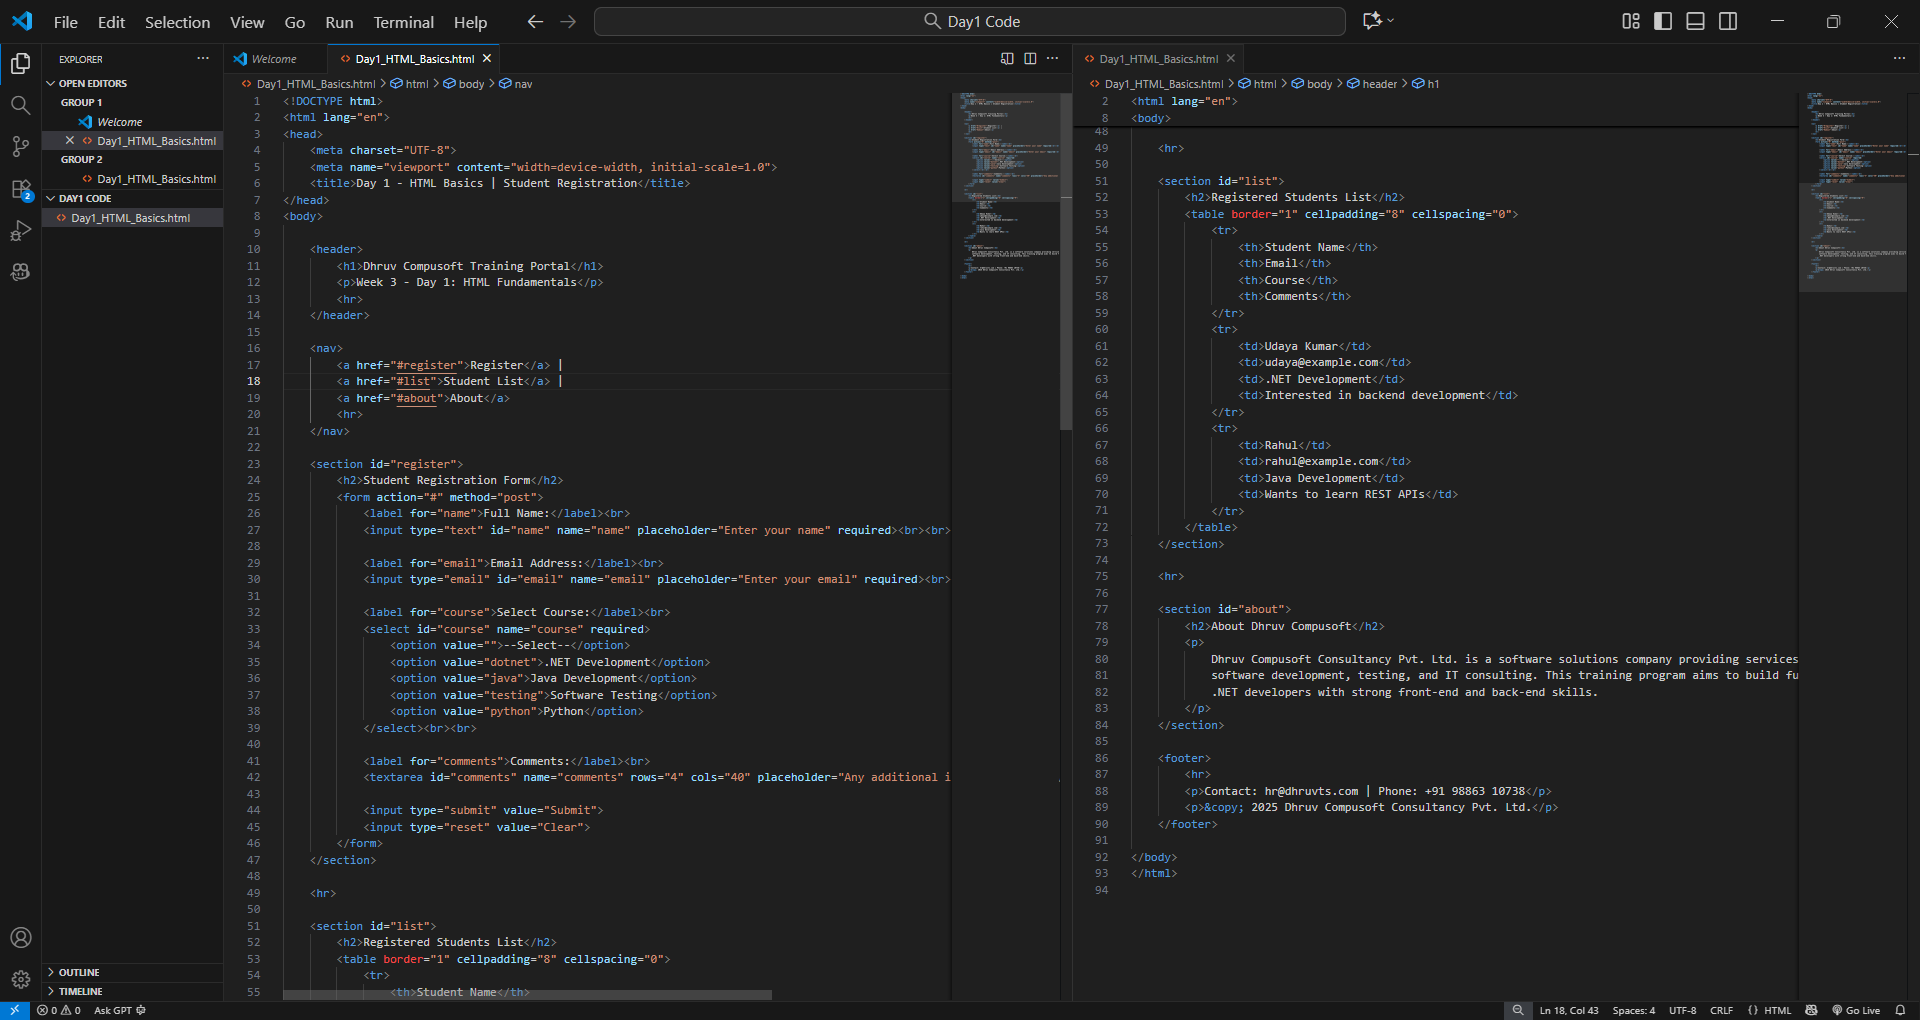 File Edit Selection View Go Run Terminal Help
Day1 Code
EXPLORER
OPEN EDITORS
GROUP 1
Welcome
Day1_HTML_Basics.html
GROUP 2
Day1_HTML_Basics.html
DAY1 CODE
Day1_HTML_Basics.html
OUTLINE
TIMELINE
2
Welcome
Day1_HTML_Basics.html
Day1_HTML_Basics.html > html > body > nav
1 <!DOCTYPE html>
2 <html lang="en">
3 <head>
4 <meta charset="UTF-8">
5 <meta name="viewport" content="width=device-width, initial-scale=1.0">
6 <title>Day 1 - HTML Basics | Student Registration</title>
7 </head>
8 <body>
9
10 <header>
11 <h1>Dhruv Compusoft Training Portal</h1>
12 <p>Week 3 - Day 1: HTML Fundamentals</p>
13 <hr>
14 </header>
15
16 <nav>
17 <a href="#register">Register</a> |
18 <a href="#list">Student List</a> |
19 <a href="#about">About</a>
20 <hr>
21 </nav>
22
23 <section id="register">
24 <h2>Student Registration Form</h2>
25 <form action="#" method="post">
26 <label for="name">Full Name:</label><br>
27 <input type="text" id="name" name="name" placeholder="Enter your name" required><br><br>
28
29 <label for="email">Email Address:</label><br>
30 <input type="email" id="email" name="email" placeholder="Enter your email" required><br>
31
32 <label for="course">Select Course:</label><br>
33 <select id="course" name="course" required>
34 <option value="">--Select--</option>
35 <option value="dotnet">.NET Development</option>
36 <option value="java">Java Development</option>
37 <option value="testing">Software Testing</option>
38 <option value="python">Python</option>
39 </select><br><br>
40
41 <label for="comments">Comments:</label><br>
42 <textarea id="comments" name="comments" rows="4" cols="40" placeholder="Any additional i
43
44 <input type="submit" value="Submit">
45 <input type="reset" value="Clear">
46 </form>
47 </section>
48
49 <hr>
50
51 <section id="list">
52 <h2>Registered Students List</h2>
53 <table border="1" cellpadding="8" cellspacing="0">
54 <tr>
55 <th>Student Name</th>
Day1_HTML_Basics.html
Day1_HTML_Basics.html > html > body > header > h1
2 <html lang="en">
8 <body>
48
49 <hr>
50
51 <section id="list">
52 <h2>Registered Students List</h2>
53 <table border="1" cellpadding="8" cellspacing="0">
54 <tr>
55 <th>Student Name</th>
56 <th>Email</th>
57 <th>Course</th>
58 <th>Comments</th>
59 </tr>
60 <tr>
61 <td>Udaya Kumar</td>
62 <td>udaya@example.com</td>
63 <td>.NET Development</td>
64 <td>Interested in backend development</td>
65 </tr>
66 <tr>
67 <td>Rahul</td>
68 <td>rahul@example.com</td>
69 <td>Java Development</td>
70 <td>Wants to learn REST APIs</td>
71 </tr>
72 </table>
73 </section>
74
75 <hr>
76
77 <section id="about">
78 <h2>About Dhruv Compusoft</h2>
79 <p>
80 Dhruv Compusoft Consultancy Pvt. Ltd. is a software solutions company providing services
81 software development, testing, and IT consulting. This training program aims to build fu
82 .NET developers with strong front-end and back-end skills.
83 </p>
84 </section>
85
86 <footer>
87 <hr>
88 <p>Contact: hr@dhruvts.com | Phone: +91 98863 10738</p>
89 <p>&copy; 2025 Dhruv Compusoft Consultancy Pvt. Ltd.</p>
90 </footer>
91
92 </body>
93 </html>
94
0 0 Ask GPT
Ln 18, Col 43 Spaces: 4 UTF-8 CRLF {} HTML Go Live